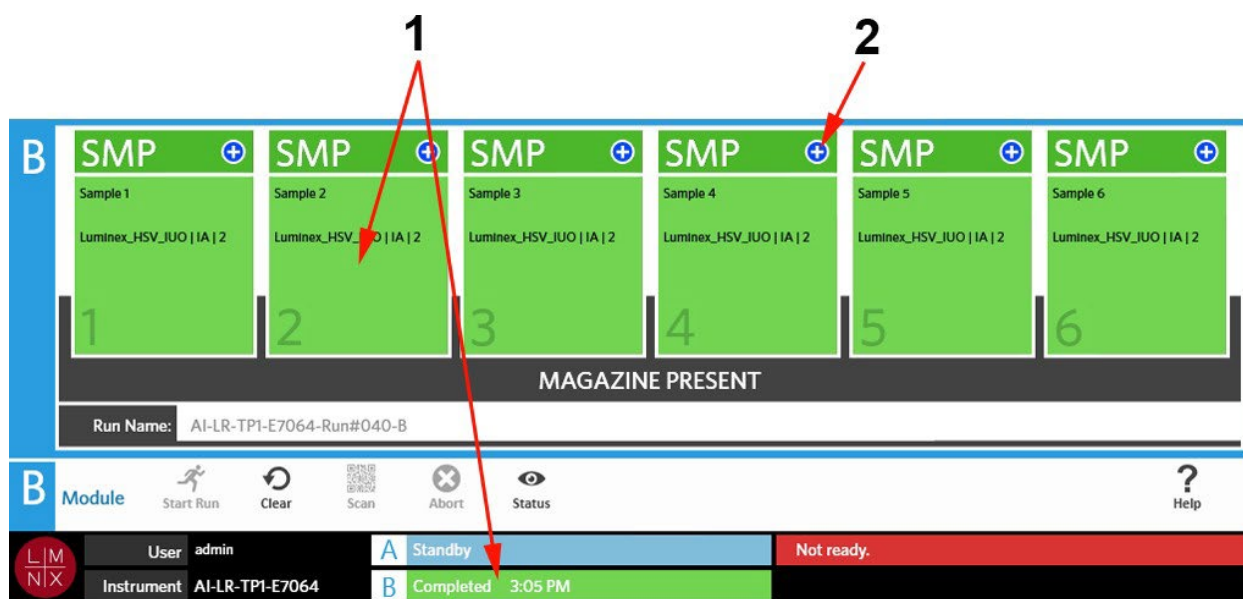 1 2
B SMP SMP SMP SMP SMP SMP
Sample 1 Sample 2 Sample 3 Sample 4 Sample 5 Sample 6
Luminex_HSV_IUO | IA | 2 Luminex_HSV_IUO | IA | 2 Luminex_HSV_IUO | IA | 2 Luminex_HSV_IUO | IA | 2 Luminex_HSV_IUO | IA | 2 Luminex_HSV_IUO | IA | 2
1 2 3 4 5 6
MAGAZINE PRESENT
Run Name: AI-LR-TP1-E7064-Run#040-B
B Module Start Run Clear Scan Abort Status ? Help
L M User admin A Standby Not ready.
N X Instrument AI-LR-TP1-E7064 B Completed 3:05 PM